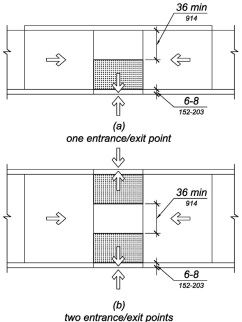 36 min
914
6-8
152-203
(a)
one entrance/exit point
36 min
914
6-8
152-203
(b)
two entrance/exit points